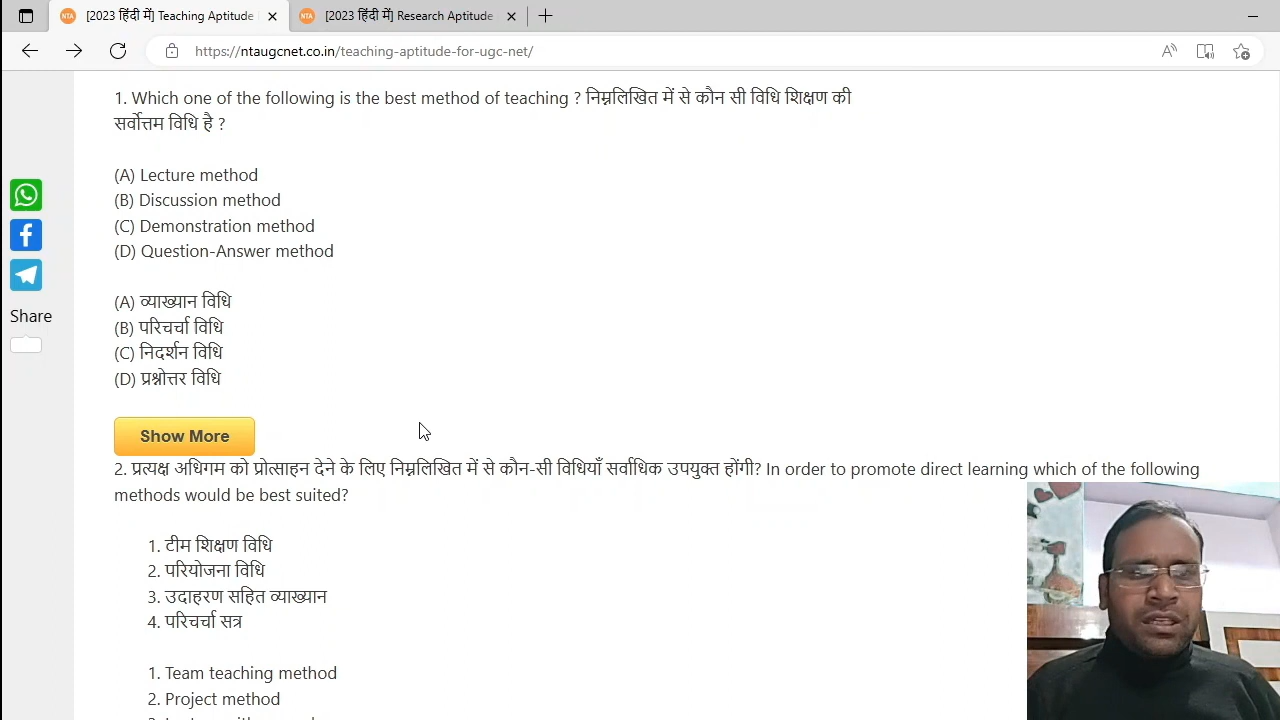 [2023 हिंदी में] Teaching Aptitude
[2023 हिंदी में] Research Aptitude
https://ntaugcnet.co.in/teaching-aptitude-for-ugc-net/
1. Which one of the following is the best method of teaching ? निम्नलिखित में से कौन सी विधि शिक्षण की
सर्वोत्तम विधि है ?
(A) Lecture method
(B) Discussion method
(C) Demonstration method
(D) Question-Answer method
(A) व्याख्यान विधि
(B) परिचर्चा विधि
(C) निदर्शन विधि
(D) प्रश्नोत्तर विधि
Share
Show More
2. प्रत्यक्ष अधिगम को प्रोत्साहन देने के लिए निम्नलिखित में से कौन-सी विधियाँ सर्वाधिक उपयुक्त होंगी? In order to promote direct learning which of the following
methods would be best suited?
1. टीम शिक्षण विधि
2. परियोजना विधि
3. उदाहरण सहित व्याख्यान
4. परिचर्चा सत्र
1. Team teaching method
2. Project method